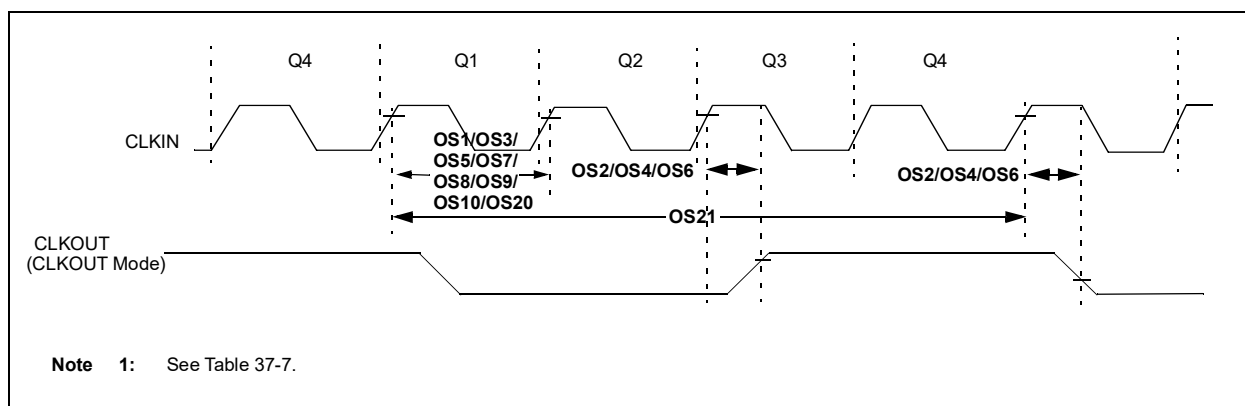 Q4 Q1 Q2 Q3 Q4
CLKIN
OS1/OS3/
OS5/OS7/
OS8/OS9/
OS10/OS20
OS2/OS4/OS6
OS2/OS4/OS6
OS21
CLKOUT
(CLKOUT Mode)
Note 1: See Table 37-7.